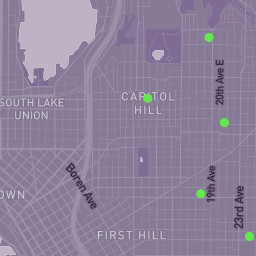 20th Ave E
CAPITOL
HILL
SOUTH LAKE
UNION
Boren Ave
19th Ave
23rd Ave
OWN
FIRST HILL